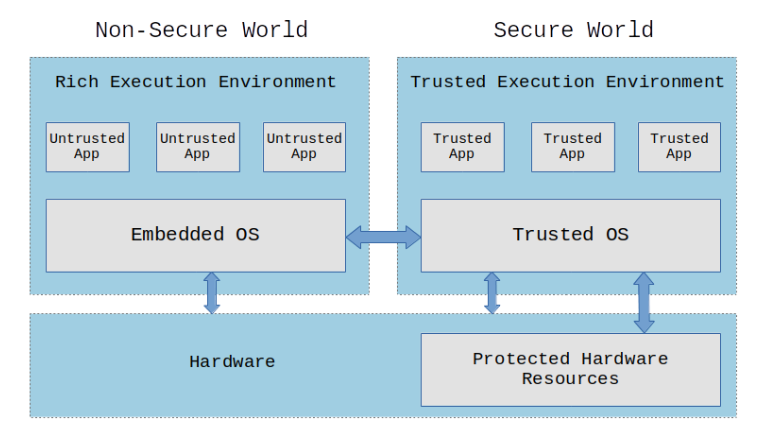 Non-Secure World
Secure World
Rich Execution Environment
Untrusted
App
Untrusted
App
Untrusted
App
Embedded OS
Trusted Execution Environment
Trusted
App
Trusted
App
Trusted
App
Trusted OS
Hardware
Protected Hardware
Resources